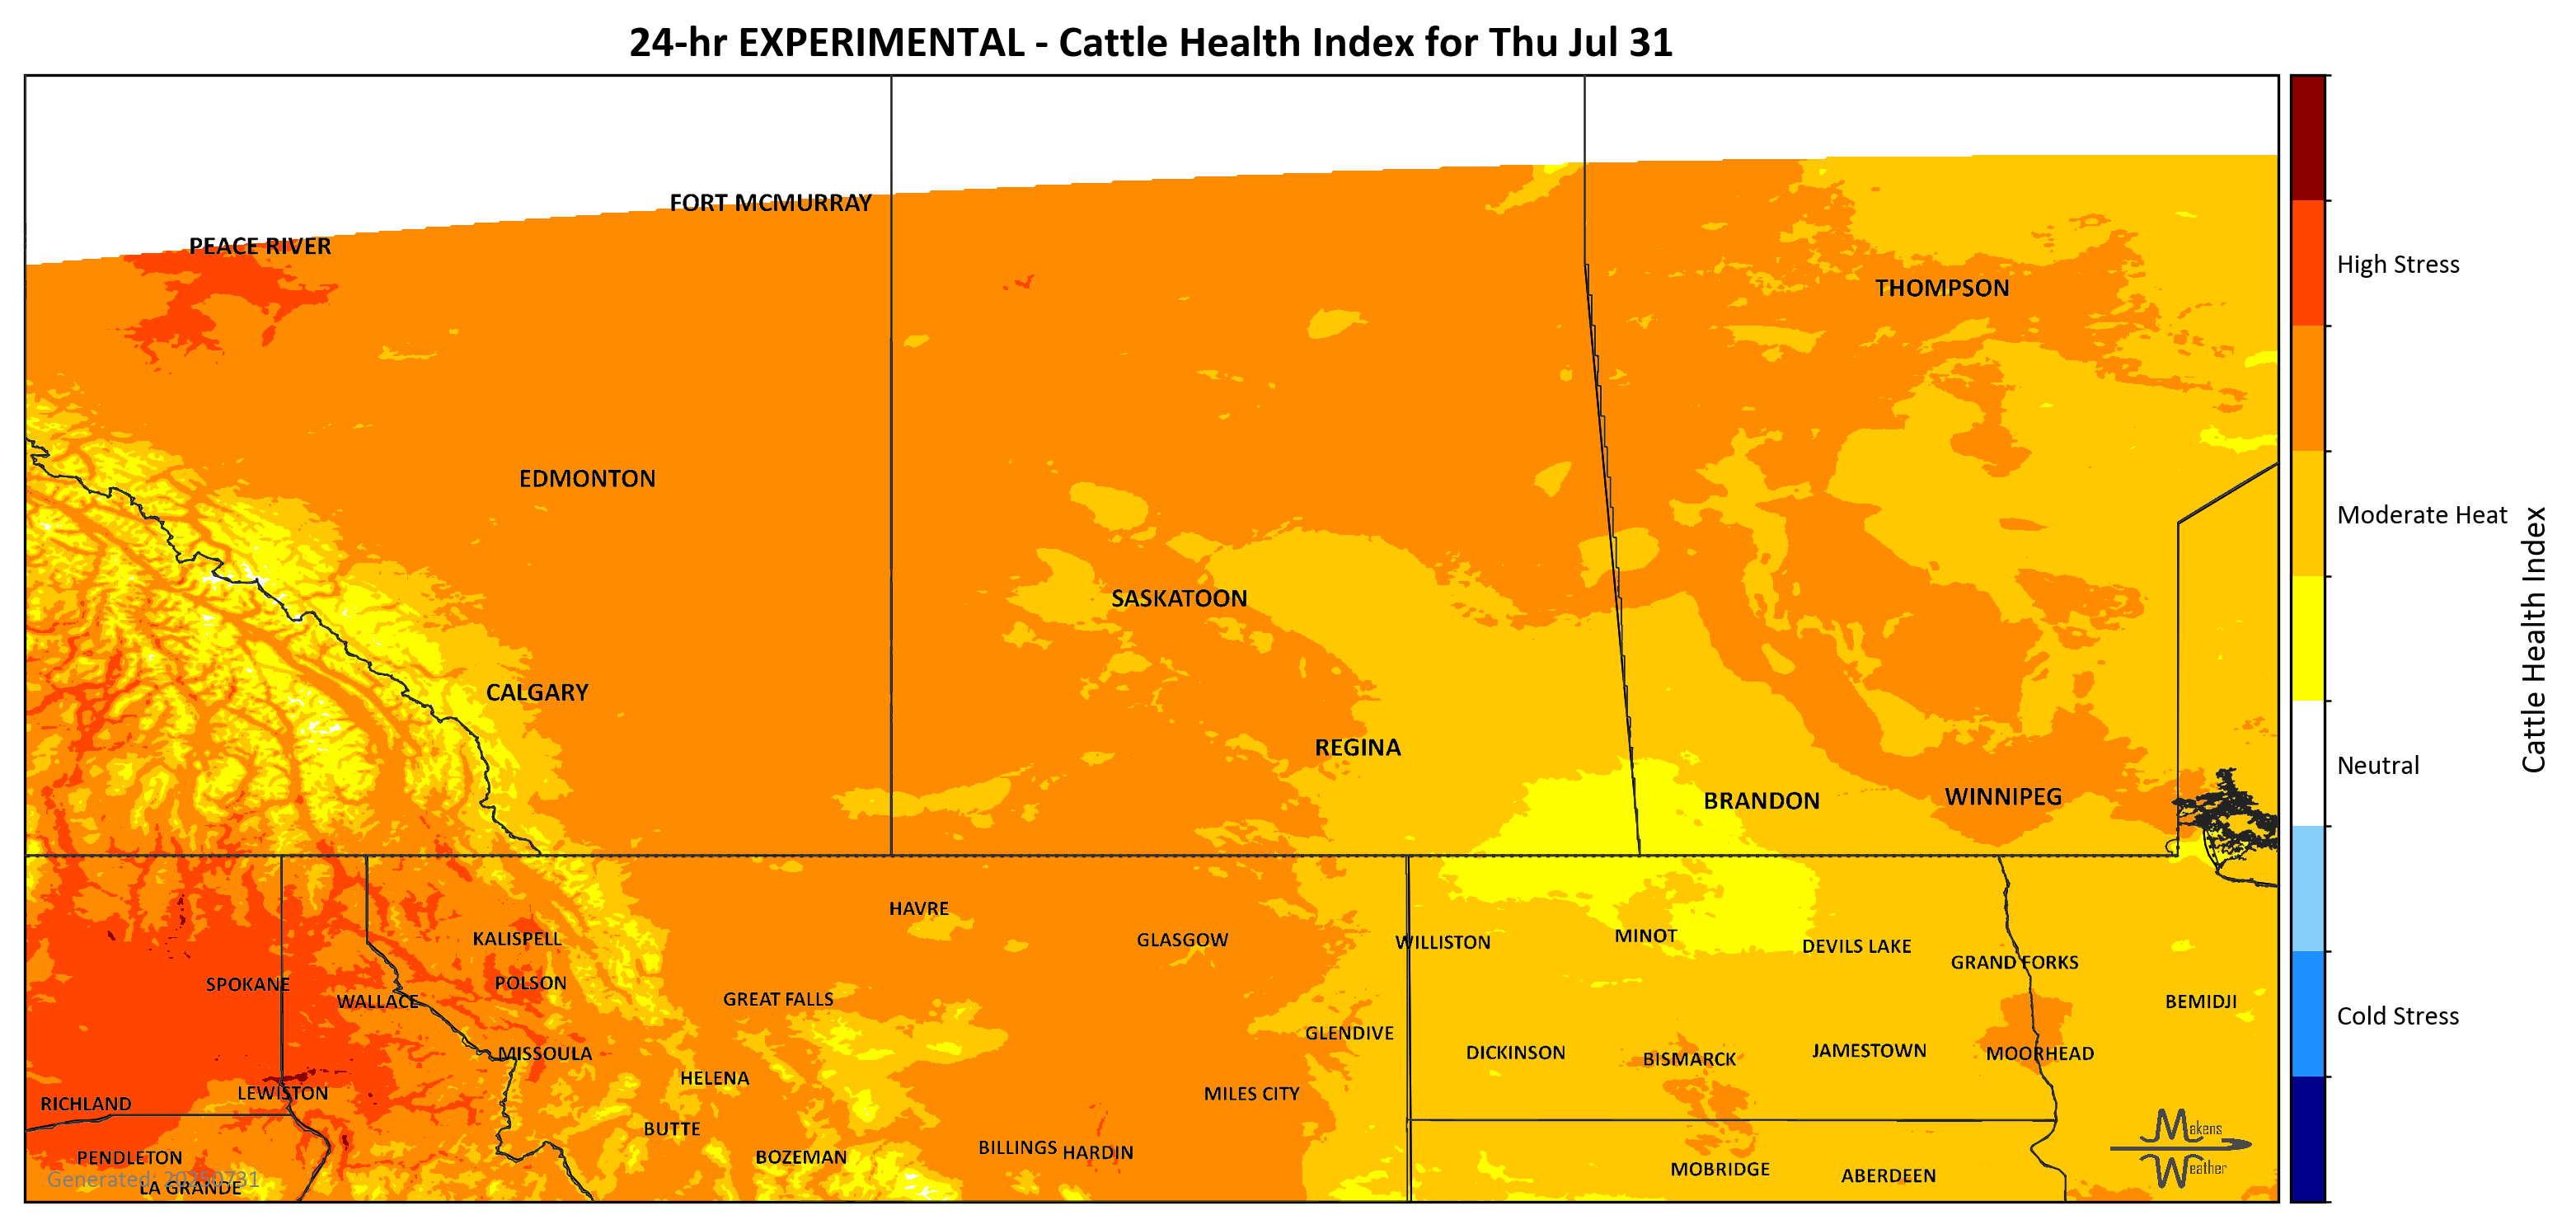 24-hr EXPERIMENTAL - Cattle Health Index for Thu Jul 31
FORT MCMURRAY
PEACE RIVER
High Stress
THOMPSON
EDMONTON
Moderate Heat
SASKATOON
Cattle Health Index
CALGARY
REGINA
Neutral
BRANDON
WINNIPEG
HAVRE
KALISPELL
GLASGOW
WILLISTON
MINOT
DEVILS LAKE
GRAND FORKS
SPOKANE
POLSON
WALLACE
GREAT FALLS
BEMIDJI
Cold Stress
GLENDIVE
MISSOULA
DICKINSON
BISMARCK
JAMESTOWN
MOORHEAD
HELENA
LEWISTON
MILES CITY
RICHLAND
BUTTE
Makens
Weather
PENDLETON
BOZEMAN
BILLINGS
HARDIN
MOBRIDGE
ABERDEEN
Generated: 20250731
LA GRANDE